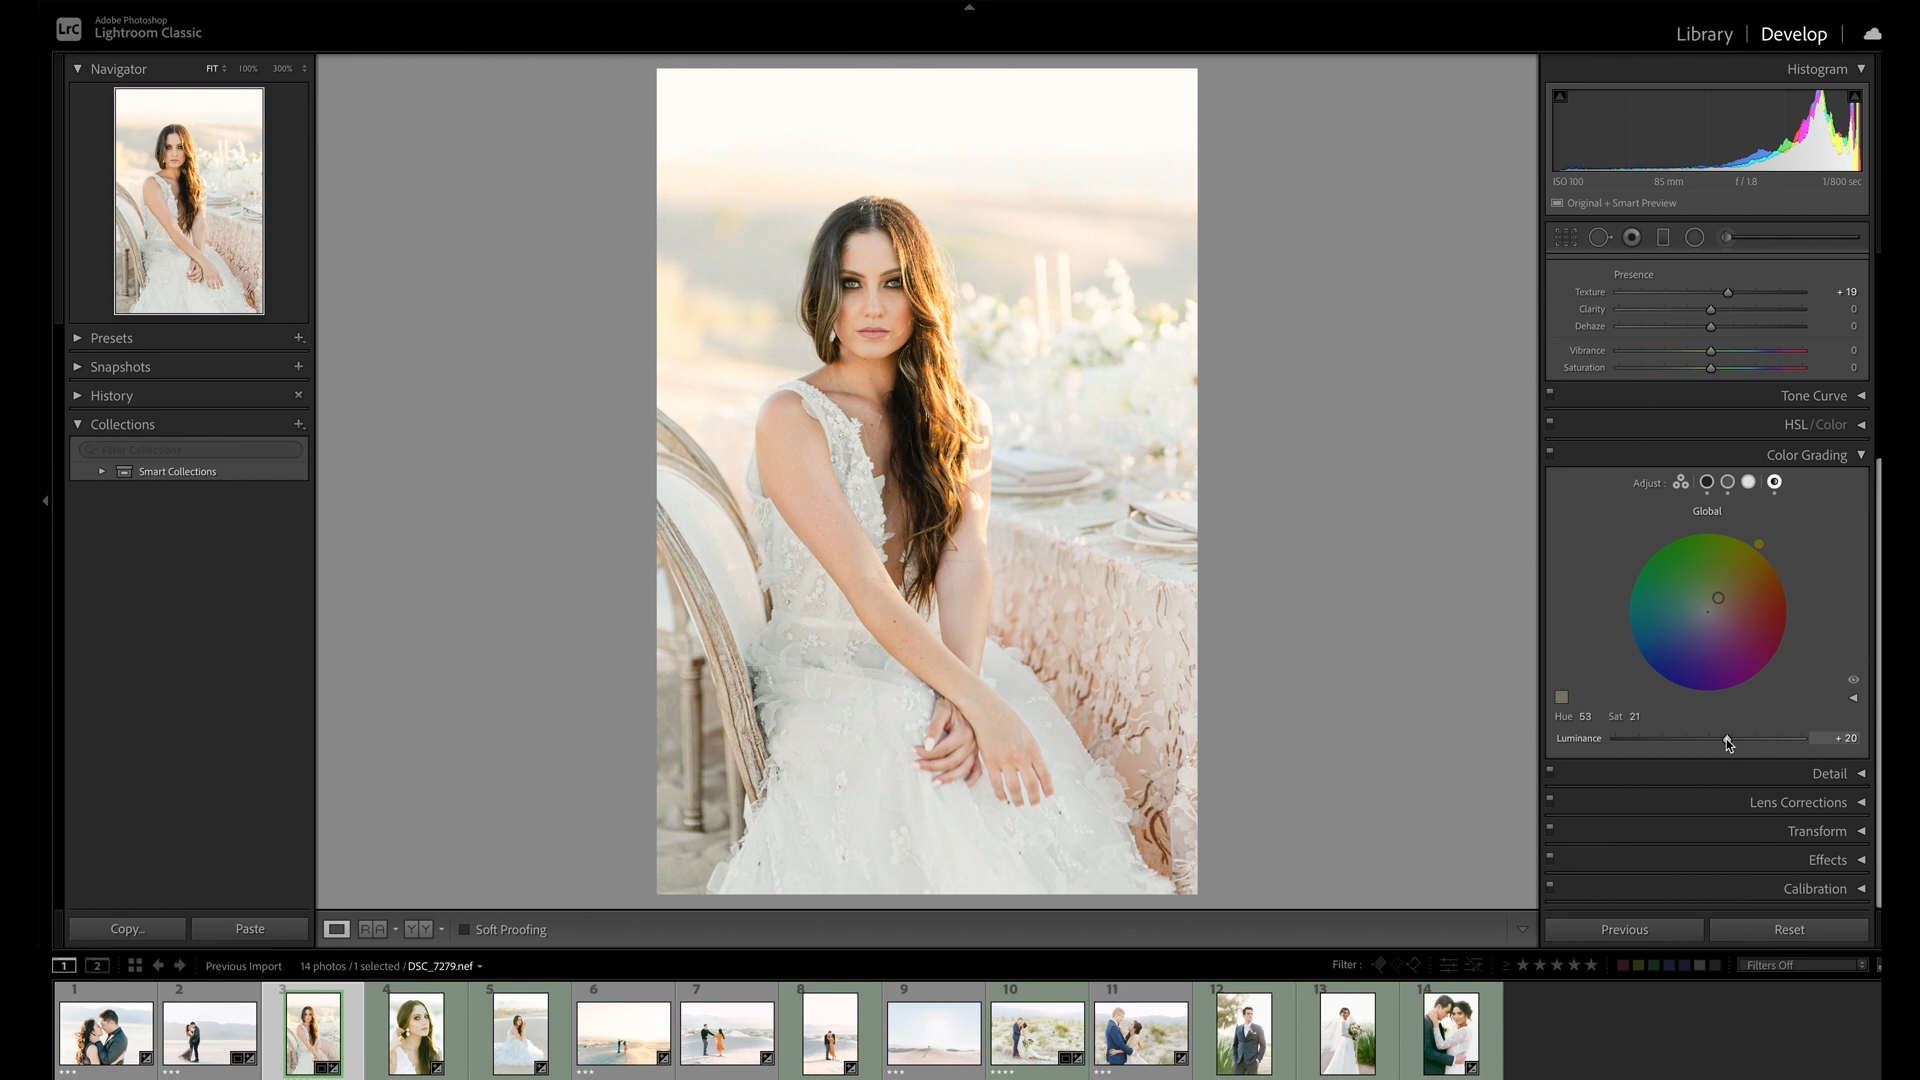 LrC
Adobe Photoshop
Lightroom Classic
Library
Develop
Navigator
FIT
100%
300%
Presets
Snapshots
History
Collections
Filter Collections
Smart Collections
Copy...
Paste
Soft Proofing
Histogram
ISO 100
85 mm
f / 1.8
1/800 sec
Original + Smart Preview
Presence
Texture
+ 19
Clarity
0
Dehaze
0
Vibrance
0
Saturation
0
Tone Curve
HSL / Color
Color Grading
Adjust :
Global
Hue 53 Sat 21
Luminance
+ 20
Detail
Lens Corrections
Transform
Effects
Calibration
Previous
Reset
1
2
Previous Import
14 photos / 1 selected / DSC_7279.nef
Filter :
Filters Off
1
2
3
4
5
6
7
8
9
10
11
12
13
14